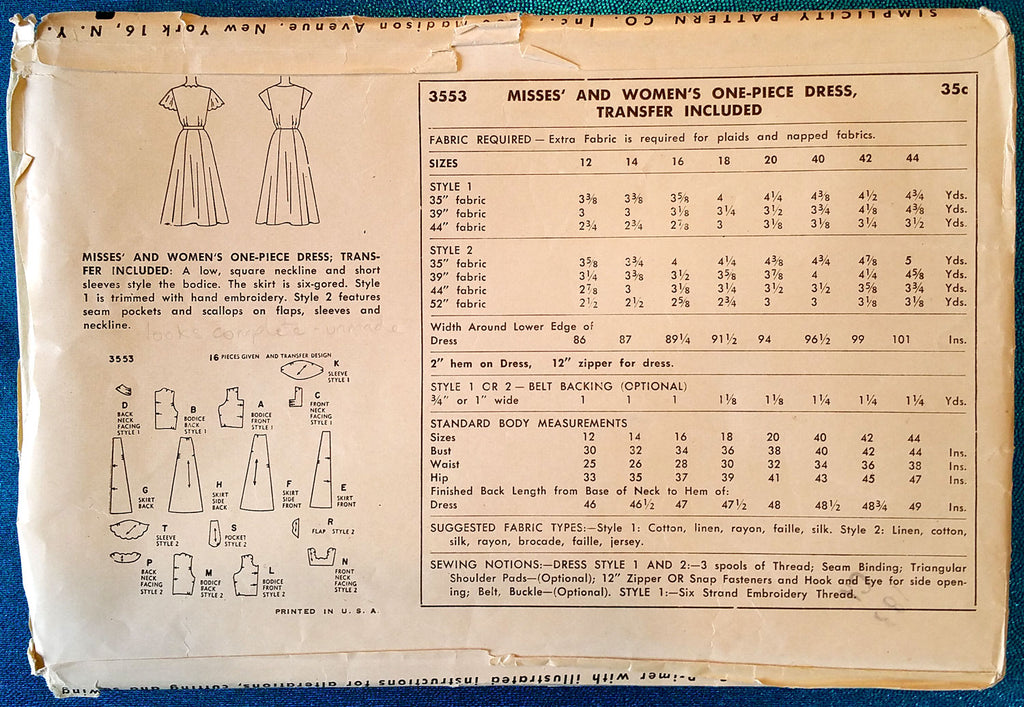 SIMPLICITY PATTERN CO. Inc., Madison Avenue, New York 16, N. Y.
3553 MISSES' AND WOMEN'S ONE-PIECE DRESS, 35c
TRANSFER INCLUDED
FABRIC REQUIRED — Extra Fabric is required for plaids and napped fabrics.
SIZES 12 14 16 18 20 40 42 44
STYLE 1
35" fabric 3⅜ 3⅜ 3⅝ 4 4¼ 4⅜ 4½ 4¾ Yds.
39" fabric 3 3 3⅛ 3¼ 3½ 3¾ 4⅛ 4⅜ Yds.
44" fabric 2¾ 2¾ 2⅞ 3 3⅛ 3⅛ 3¼ 3½ Yds.
STYLE 2
35" fabric 3⅝ 3¾ 4 4¼ 4⅜ 4¾ 4⅞ 5 Yds.
39" fabric 3¼ 3⅜ 3½ 3⅝ 3⅞ 4 4¼ 4⅝ Yds.
44" fabric 2⅞ 3 3⅛ 3¼ 3½ 3½ 3⅝ 3¾ Yds.
52" fabric 2½ 2½ 2⅝ 2¾ 3 3 3⅛ 3⅛ Yds.
Width Around Lower Edge of
Dress 86 87 89¼ 91½ 94 96½ 99 101 Ins.
2" hem on Dress, 12" zipper for dress.
STYLE 1 OR 2 — BELT BACKING (OPTIONAL)
¾" or 1" wide 1 1 1 1⅛ 1⅛ 1¼ 1¼ 1¼ Yds.
STANDARD BODY MEASUREMENTS
Sizes 12 14 16 18 20 40 42 44
Bust 30 32 34 36 38 40 42 44 Ins.
Waist 25 26 28 30 32 34 36 38 Ins.
Hip 33 35 37 39 41 43 45 47 Ins.
Finished Back Length from Base of Neck to Hem of:
Dress 46 46½ 47 47½ 48 48½ 48¾ 49 Ins.
SUGGESTED FABRIC TYPES:—Style 1: Cotton, linen, rayon, faille, silk. Style 2: Linen, cotton,
silk, rayon, brocade, faille, jersey.
SEWING NOTIONS:—DRESS STYLE 1 AND 2:—3 spools of Thread; Seam Binding; Triangular
Shoulder Pads—(Optional); 12" Zipper OR Snap Fasteners and Hook and Eye for side open-
ing; Belt, Buckle—(Optional). STYLE 1:—Six Strand Embroidery Thread.
MISSES' AND WOMEN'S ONE-PIECE DRESS; TRANS-
FER INCLUDED: A low, square neckline and short
sleeves style the bodice. The skirt is six-gored. Style
1 is trimmed with hand embroidery. Style 2 features
seam pockets and scallops on flaps, sleeves and
neckline.
looks complete - unmade
3553 16 PIECES GIVEN AND TRANSFER DESIGN
K
SLEEVE
STYLE 1
D
BACK
NECK
FACING
STYLE 1
B
BODICE
BACK
STYLE 1
A
BODICE
FRONT
STYLE 1
C
FRONT
NECK
FACING
STYLE 1
G
SKIRT
BACK
H
SKIRT
SIDE
BACK
F
SKIRT
SIDE
FRONT
E
SKIRT
FRONT
T
SLEEVE
STYLE 2
S
POCKET
STYLE 2
R
FLAP STYLE 2
P
BACK
NECK
FACING
STYLE 2
M
BODICE
BACK
STYLE 2
L
BODICE
FRONT
STYLE 2
N
FRONT
NECK
FACING
STYLE 2
PRINTED IN U. S. A.
Primer with illustrated instructions for alterations, cutting and